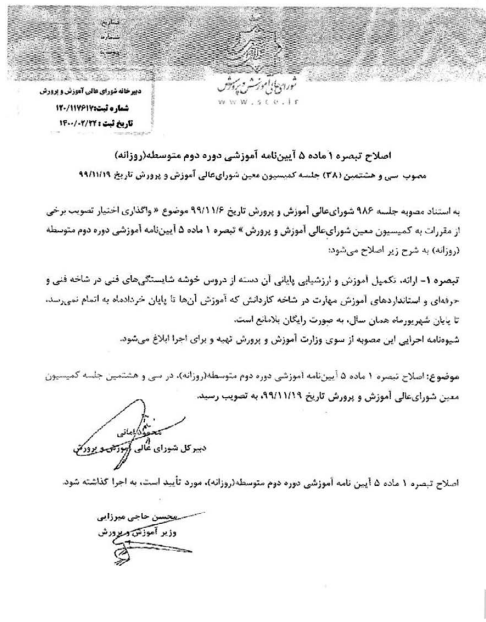 تاریخ
شماره
پیوست
شورای عالی آموزش و پرورش
www.sce.ir
دبیرخانه شورای عالی آموزش و پرورش
شماره ثبت: ۱۲۰/۱۱۷۶۱۷
تاریخ ثبت : ۱۴۰۰/۰۲/۲۲
اصلاح تبصره ۱ ماده ۵ آیین‌نامه آموزشی دوره دوم متوسطه(روزانه)
مصوب سی و هشتمین (۳۸) جلسه کمیسیون معین شورای‌عالی آموزش و پرورش تاریخ ۹۹/۱۱/۱۹
به استناد مصوبه جلسه ۹۸۶ شورای‌عالی آموزش و پرورش تاریخ ۹۹/۱۱/۶ موضوع « واگذاری اختیار تصویب برخی
از مقررات به کمیسیون معین شورای‌عالی آموزش و پرورش » تبصره ۱ ماده ۵ آیین‌نامه آموزشی دوره دوم متوسطه
(روزانه) به شرح زیر اصلاح می‌شود:
تبصره ۱- ارائه، تکمیل آموزش و ارزشیابی پایانی آن دسته از دروس خوشه شایستگی‌های فنی در شاخه فنی و
حرفه‌ای و استانداردهای آموزش مهارت در شاخه کاردانش که آموزش آن‌ها تا پایان خردادماه به اتمام نمی‌رسد،
تا پایان شهریورماه همان سال، به صورت رایگان بلامانع است.
شیوه‌نامه اجرایی این مصوبه از سوی وزارت آموزش و پرورش تهیه و برای اجرا ابلاغ می‌شود.
موضوع: اصلاح تبصره ۱ ماده ۵ آیین‌نامه آموزشی دوره دوم متوسطه(روزانه)، در سی و هشتمین جلسه کمیسیون
معین شورای‌عالی آموزش و پرورش تاریخ ۹۹/۱۱/۱۹، به تصویب رسید.
محمود امانی
دبیر کل شورای عالی آموزش و پرورش
اصلاح تبصره ۱ ماده ۵ آیین نامه آموزشی دوره دوم متوسطه(روزانه)، مورد تأیید است، به اجرا گذاشته شود.
محسن حاجی میرزایی
وزیر آموزش و پرورش